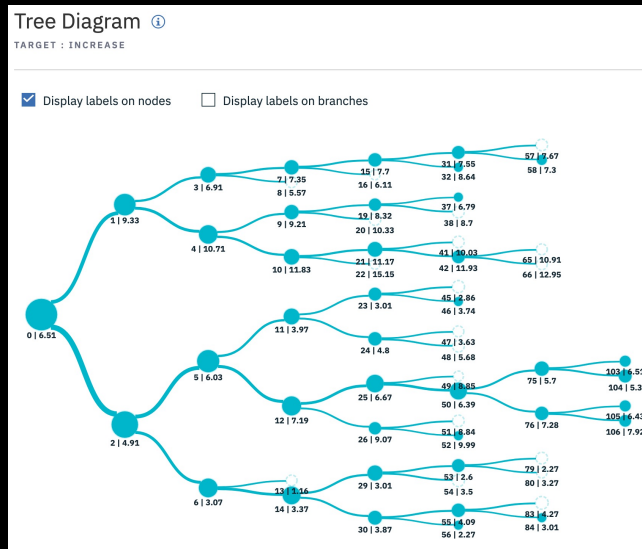 Tree Diagram
TARGET : INCREASE
Display labels on nodes
Display labels on branches
57 | 7.67
31 | 7.55
58 | 7.3
15 | 7.7
32 | 8.64
7 | 7.35
16 | 6.11
3 | 6.91
8 | 5.57
37 | 6.79
19 | 8.32
38 | 8.7
9 | 9.21
20 | 10.33
1 | 9.33
4 | 10.71
41 | 10.03
21 | 11.17
65 | 10.91
10 | 11.83
42 | 11.93
22 | 15.15
66 | 12.95
45 | 2.86
23 | 3.01
46 | 3.74
11 | 3.97
0 | 6.51
47 | 3.63
24 | 4.8
48 | 5.68
5 | 6.03
75 | 5.7
49 | 8.85
25 | 6.67
50 | 6.39
104 | 5.3
12 | 7.19
76 | 7.28
51 | 8.84
26 | 9.07
52 | 9.99
106 | 7.92
2 | 4.91
79 | 2.27
53 | 2.6
29 | 3.01
80 | 3.27
13 | 1.16
54 | 3.5
6 | 3.07
14 | 3.37
83 | 4.27
55 | 4.09
30 | 3.87
84 | 3.01
56 | 2.27